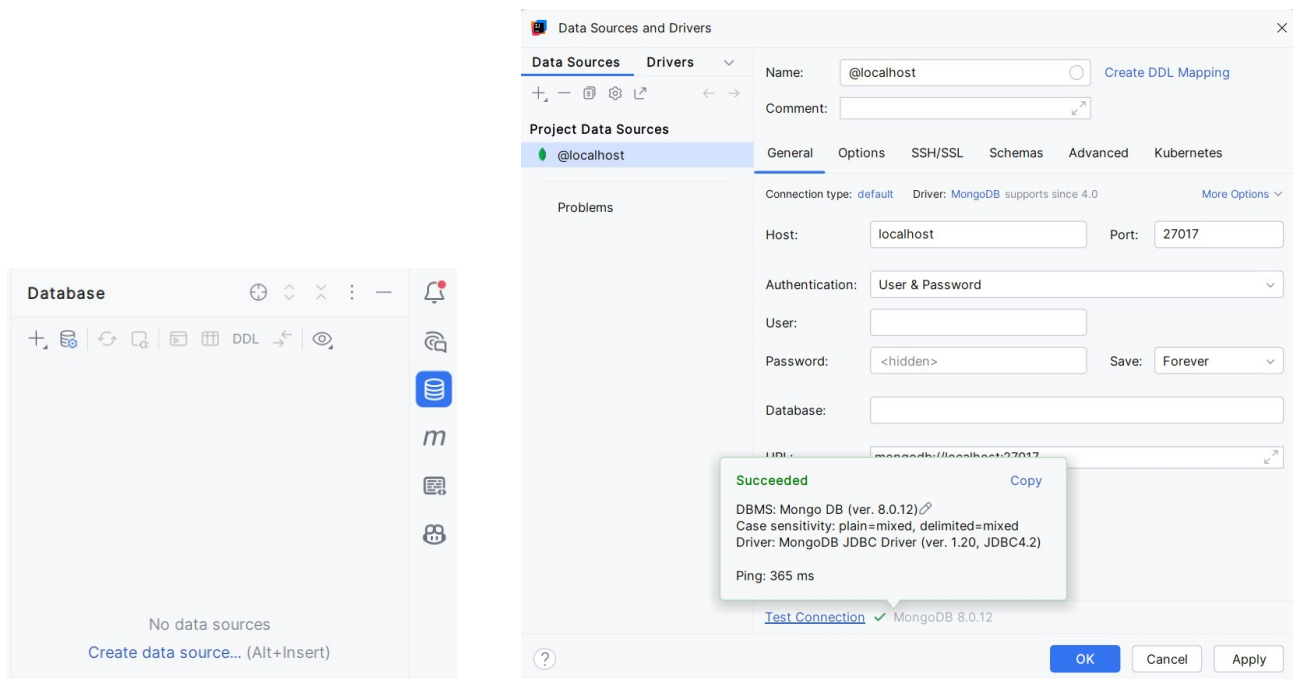 Database
DDL
m
No data sources
Create data source... (Alt+Insert)
Data Sources and Drivers
Data Sources Drivers
Project Data Sources
@localhost
Problems
Name: @localhost Create DDL Mapping
Comment:
General Options SSH/SSL Schemas Advanced Kubernetes
Connection type: default Driver: MongoDB supports since 4.0 More Options
Host: localhost Port: 27017
Authentication: User & Password
User:
Password: <hidden> Save: Forever
Database:
URL: mongodb://localhost:27017
Succeeded Copy
DBMS: Mongo DB (ver. 8.0.12)
Case sensitivity: plain=mixed, delimited=mixed
Driver: MongoDB JDBC Driver (ver. 1.20, JDBC4.2)
Ping: 365 ms
Test Connection MongoDB 8.0.12
? OK Cancel Apply